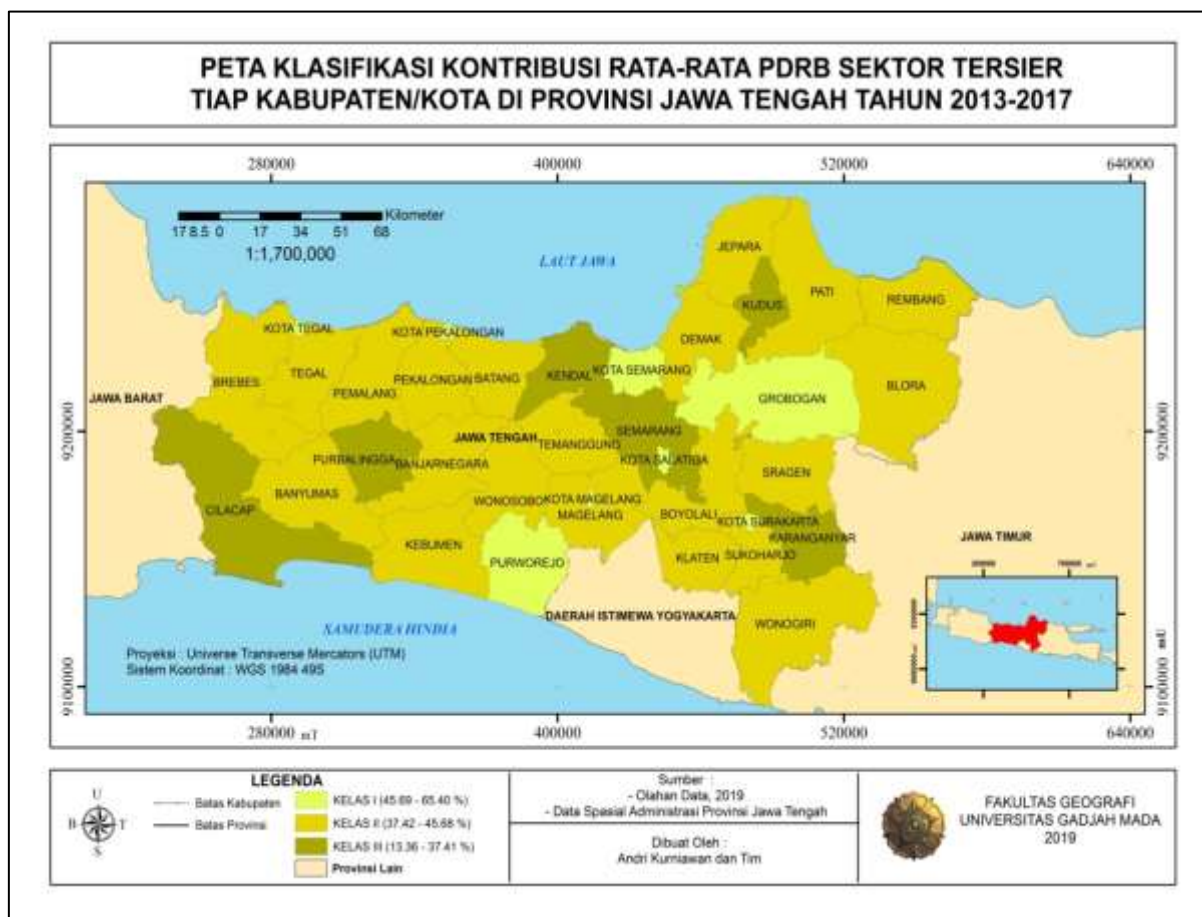 PETA KLASIFIKASI KONTRIBUSI RATA-RATA PDRB SEKTOR TERSIER
TIAP KABUPATEN/KOTA DI PROVINSI JAWA TENGAH TAHUN 2013-2017
280000 400000 520000 640000
17 8.5 0 17 34 51 68 Kilometer
1:1,700,000
LAUT JAWA
JEPARA
KUDUS
PATI
REMBANG
KOTA TEGAL
KOTA PEKALONGAN
DEMAK
BREBES
TEGAL
PEMALANG
PEKALONGAN
BATANG
KENDAL
KOTA SEMARANG
GROBOGAN
BLORA
JAWA BARAT
9200000
9200000
JAWA TENGAH
TEMANGGUNG
SEMARANG
KOTA SALATIGA
PURBALINGGA
BANJARNEGARA
SRAGEN
BANYUMAS
WONOSOBO
KOTA MAGELANG
MAGELANG
BOYOLALI
KOTA SURAKARTA
CILACAP
KARANGANYAR
KEBUMEN
PURWOREJO
KLATEN
SUKOHARJO
JAWA TIMUR
DAERAH ISTIMEWA YOGYAKARTA
WONOGIRI
SAMUDERA HINDIA
Proyeksi : Universe Transverse Mercators (UTM)
Sistem Koordinat : WGS 1984 49S
9100000
9100000 mU
280000 mT 400000 520000 640000
LEGENDA
U
B T
S
Batas Kabupaten
Batas Provinsi
KELAS I (45.69 - 65.40 %)
KELAS II (37.42 - 45.68 %)
KELAS III (13.36 - 37.41 %)
Provinsi Lain
Sumber :
- Olahan Data, 2019
- Data Spasial Administrasi Provinsi Jawa Tengah
Dibuat Oleh :
Andri Kurniawan dan Tim
FAKULTAS GEOGRAFI
UNIVERSITAS GADJAH MADA
2019